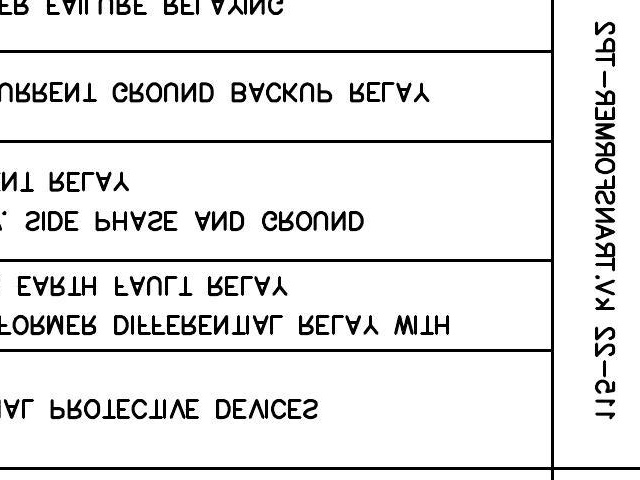 AL PROTECTIVE DEVICES
FORMER DIFFERENTIAL RELAY WITH
EARTH FAULT RELAY
. SIDE PHASE AND GROUND
NT RELAY
URRENT GROUND BACKUP RELAY
ER FAILURE RELAYING
115-22 KV.TRANSFORMER-TP2